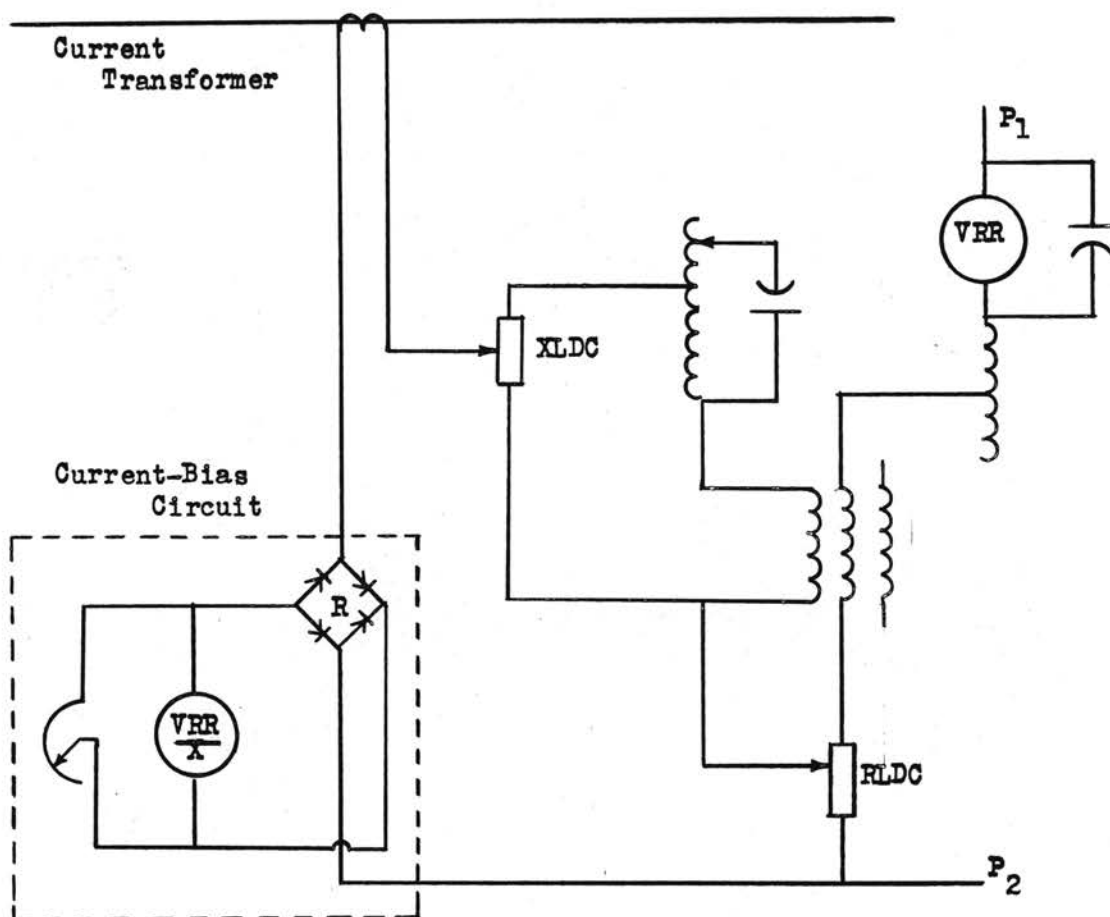 Current
Transformer
P1
VRR
XLDC
Current-Bias
Circuit
R
VRR
X
RLDC
P2